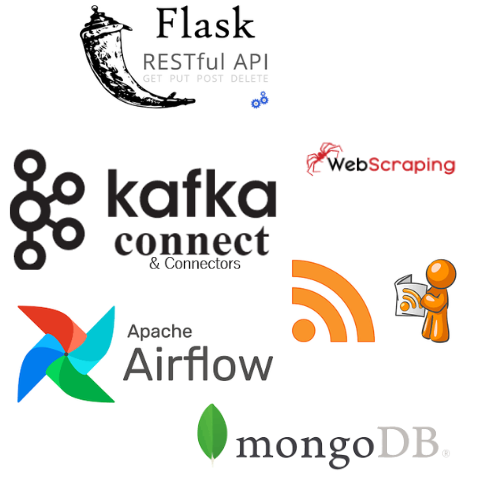 Flask
RESTful API
GET PUT POST DELETE
WebScraping
kafka
connect
& Connectors
Apache
Airflow
mongoDB®